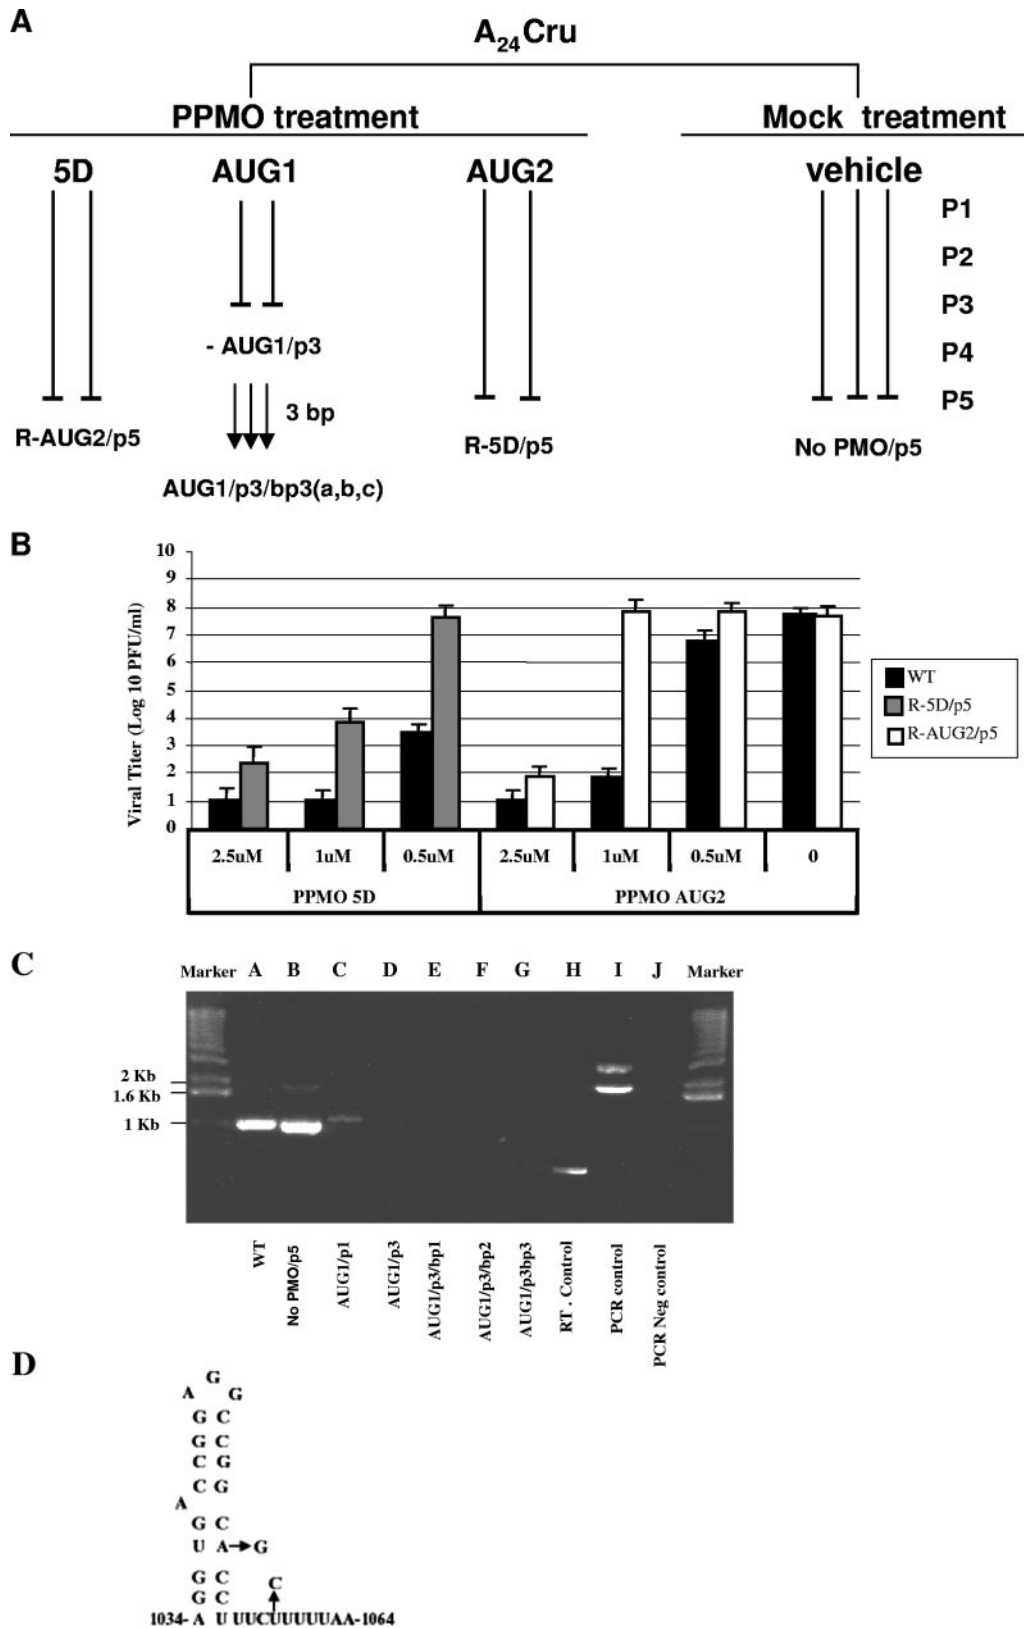 A
A24Cru
PPMO treatment
Mock treatment
5D
AUG1
AUG2
vehicle
P1
P2
P3
P4
P5
- AUG1/p3
3 bp
R-AUG2/p5
R-5D/p5
No PMO/p5
AUG1/p3/bp3(a,b,c)
B
Viral Titer (Log 10 PFU/ml)
10
9
8
7
6
5
4
3
2
1
0
WT
R-5D/p5
R-AUG2/p5
2.5uM 1uM 0.5uM 2.5uM 1uM 0.5uM 0
PPMO 5D PPMO AUG2
C
Marker A B C D E F G H I J Marker
2 Kb
1.6 Kb
1 Kb
WT
No PMO/p5
AUG1/p1
AUG1/p3
AUG1/p3/bp1
AUG1/p3/bp2
AUG1/p3bp3
RT . Control
PCR control
PCR Neg control
D
G
A G
G C
G C
C G
C G
A
G C
U A G
G C C
G C
1034- A U UUCUUUUUAA-1064